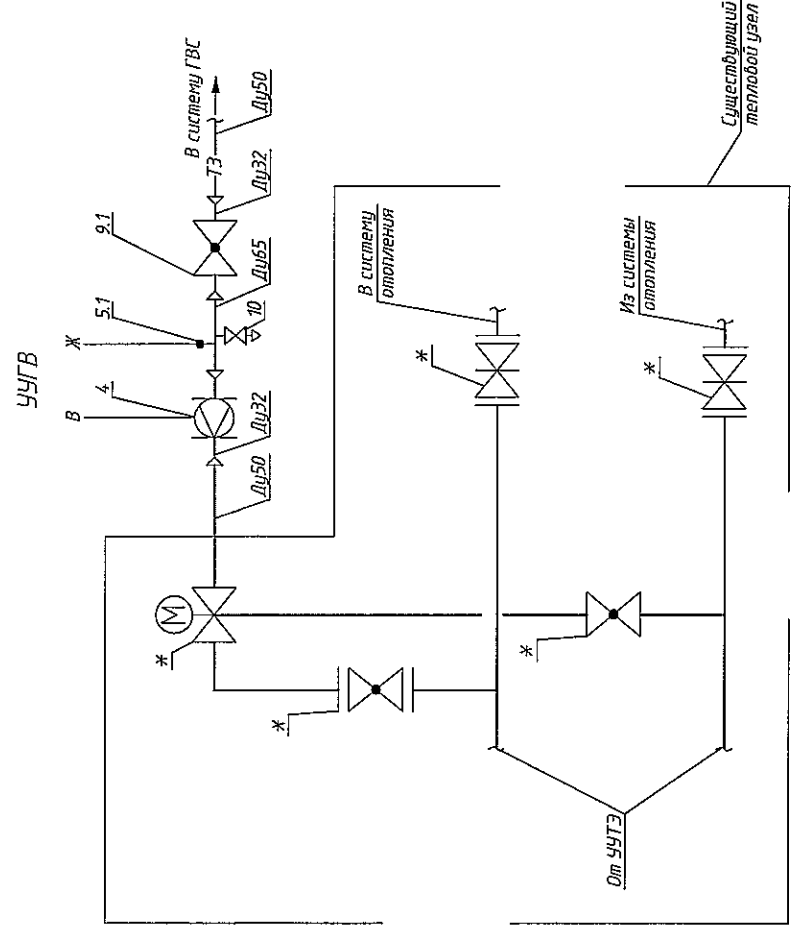 УУГВ
В
4
Ж
5.1
9.1
10
В систему ГВС
Т3
Ду50
Ду32
Ду65
Ду32
Ду50
М
*
*
*
*
*
В систему
отопления
Из системы
отопления
Существующий
тепловой узел
От УУТЭ